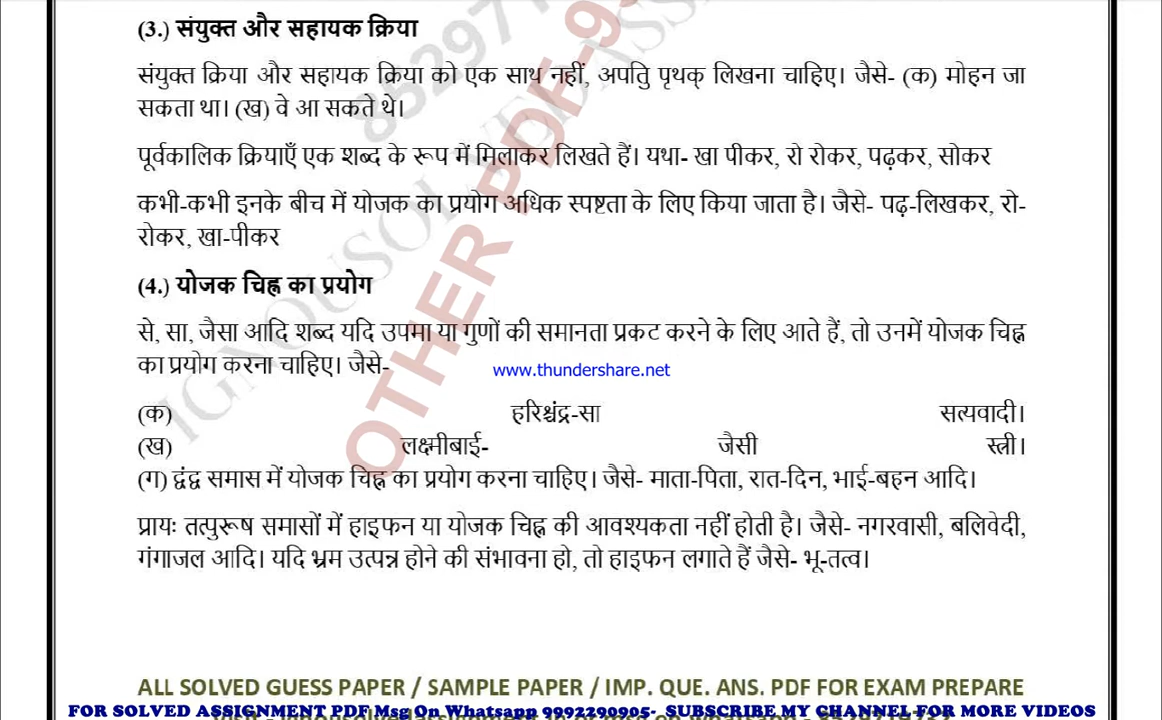 (3.) संयुक्त और सहायक क्रिया
संयुक्त क्रिया और सहायक क्रिया को एक साथ नहीं, अपतिु पृथक् लिखना चाहिए। जैसे- (क) मोहन जा
सकता था। (ख) वे आ सकते थे।
पूर्वकालिक क्रियाएँ एक शब्द के रूप में मिलाकर लिखते हैं। यथा- खा पीकर, रो रोकर, पढ़कर, सोकर
कभी-कभी इनके बीच में योजक का प्रयोग अधिक स्पष्टता के लिए किया जाता है। जैसे- पढ़-लिखकर, रो-
रोकर, खा-पीकर
(4.) योजक चिह्न का प्रयोग
से, सा, जैसा आदि शब्द यदि उपमा या गुणों की समानता प्रकट करने के लिए आते हैं, तो उनमें योजक चिह्न
का प्रयोग करना चाहिए। जैसे-
www.thundershare.net
(क) हरिश्चंद्र-सा सत्यवादी।
(ख) लक्ष्मीबाई- जैसी स्त्री।
(ग) द्वंद्व समास में योजक चिह्न का प्रयोग करना चाहिए। जैसे- माता-पिता, रात-दिन, भाई-बहन आदि।
प्रायः तत्पुरूष समासों में हाइफन या योजक चिह्न की आवश्यकता नहीं होती है। जैसे- नगरवासी, बलिवेदी,
गंगाजल आदि। यदि भ्रम उत्पन्न होने की संभावना हो, तो हाइफन लगाते हैं जैसे- भू-तत्व।
OTHER PDF-9
ALL SOLVED GUESS PAPER / SAMPLE PAPER / IMP. QUE. ANS. PDF FOR EXAM PREPARE
FOR SOLVED ASSIGNMENT PDF Msg On Whatsapp 9992290905- SUBSCRIBE MY CHANNEL FOR MORE VIDEOS